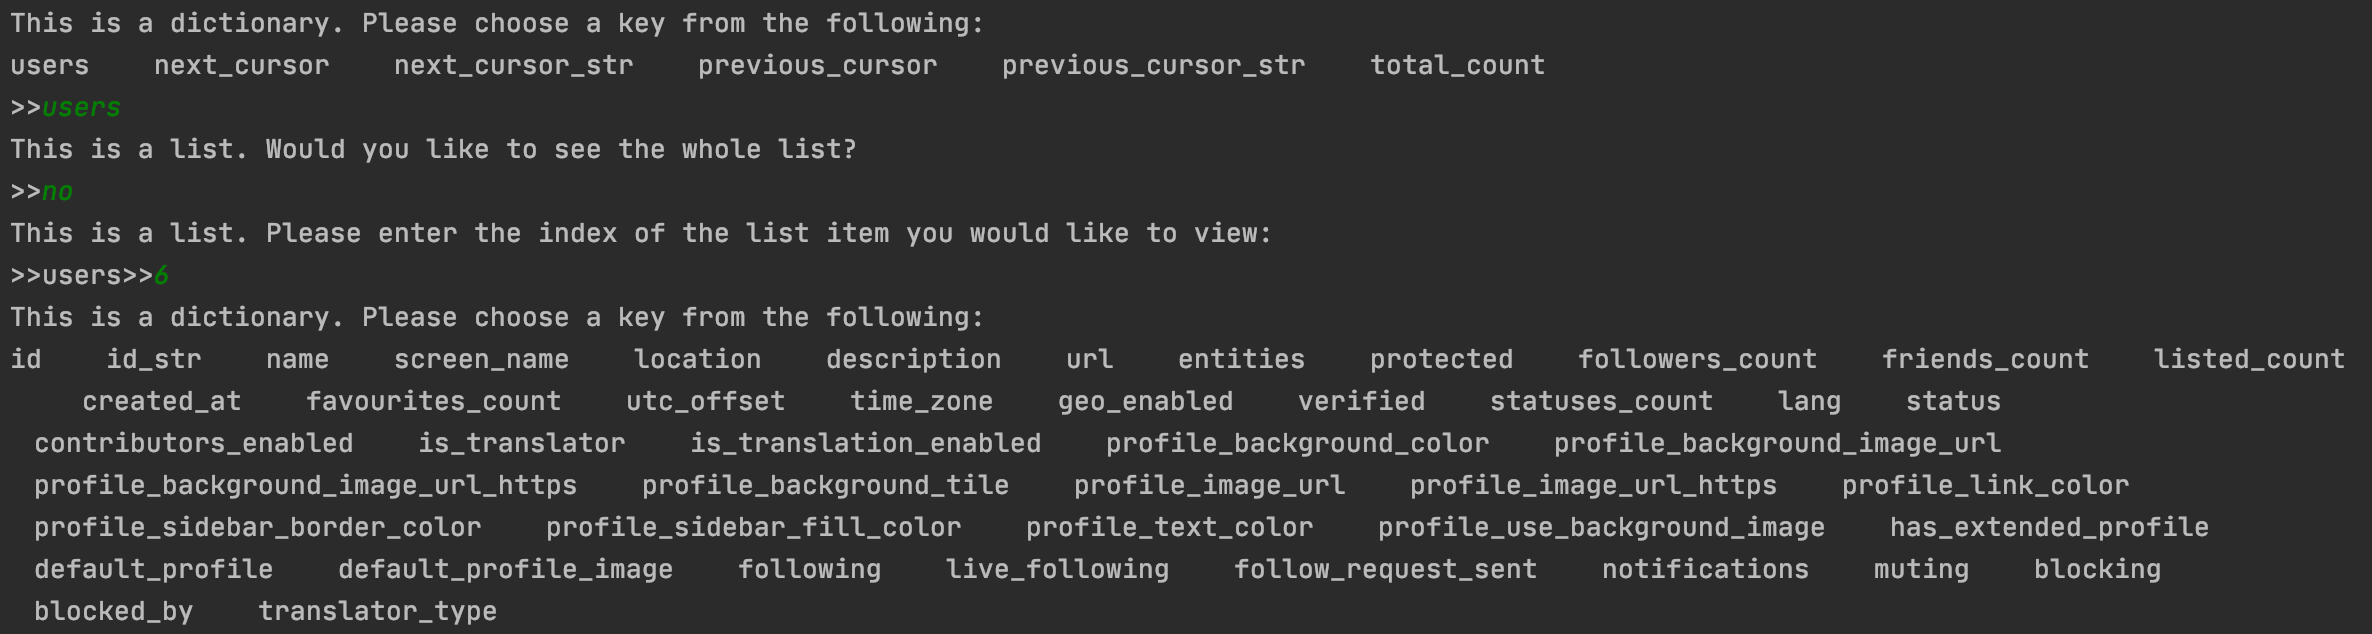 This is a dictionary. Please choose a key from the following:
users    next_cursor    next_cursor_str    previous_cursor    previous_cursor_str    total_count
>>users
This is a list. Would you like to see the whole list?
>>no
This is a list. Please enter the index of the list item you would like to view:
>>users>>6
This is a dictionary. Please choose a key from the following:
id    id_str    name    screen_name    location    description    url    entities    protected    followers_count    friends_count    listed_count
created_at    favourites_count    utc_offset    time_zone    geo_enabled    verified    statuses_count    lang    status
contributors_enabled    is_translator    is_translation_enabled    profile_background_color    profile_background_image_url
profile_background_image_url_https    profile_background_tile    profile_image_url    profile_image_url_https    profile_link_color
profile_sidebar_border_color    profile_sidebar_fill_color    profile_text_color    profile_use_background_image    has_extended_profile
default_profile    default_profile_image    following    live_following    follow_request_sent    notifications    muting    blocking
blocked_by    translator_type